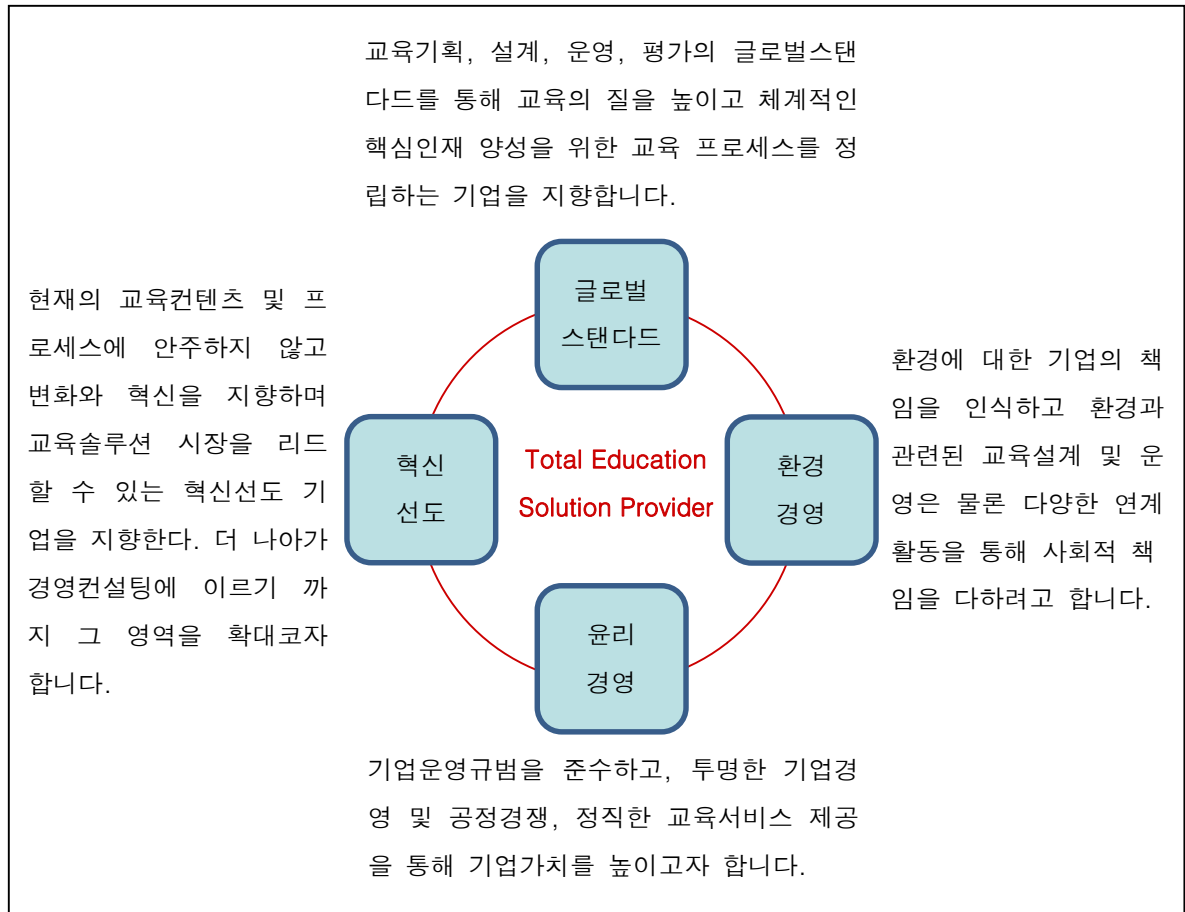 교육기획, 설계, 운영, 평가의 글로벌스탠
다드를 통해 교육의 질을 높이고 체계적인
핵심인재 양성을 위한 교육 프로세스를 정
립하는 기업을 지향합니다.
글로벌
스탠다드
현재의 교육컨텐츠 및 프
로세스에 안주하지 않고
변화와 혁신을 지향하며
교육솔루션 시장을 리드
할 수 있는 혁신선도 기
업을 지향한다. 더 나아가
경영컨설팅에 이르기 까
지 그 영역을 확대코자
합니다.
혁신
선도
Total Education
Solution Provider
환경
경영
환경에 대한 기업의 책
임을 인식하고 환경과
관련된 교육설계 및 운
영은 물론 다양한 연계
활동을 통해 사회적 책
임을 다하려고 합니다.
윤리
경영
기업운영규범을 준수하고, 투명한 기업경
영 및 공정경쟁, 정직한 교육서비스 제공
을 통해 기업가치를 높이고자 합니다.